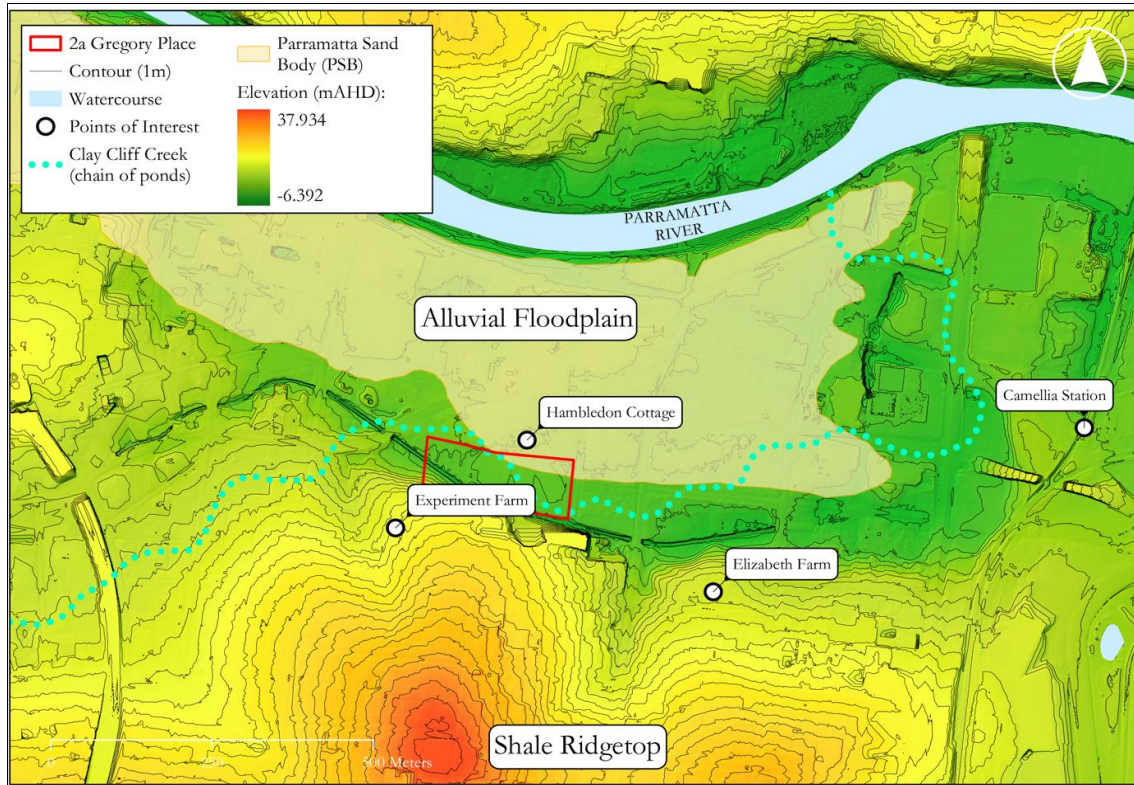 2a Gregory Place
Contour (1m)
Watercourse
Points of Interest
Clay Cliff Creek
(chain of ponds)
Parramatta Sand
Body (PSB)
Elevation (mAHD):
37.934
-6.392
PARRAMATTA
RIVER
Alluvial Floodplain
Hambledon Cottage
Camellia Station
Experiment Farm
Elizabeth Farm
Shale Ridgetop
0 250 500 Meters